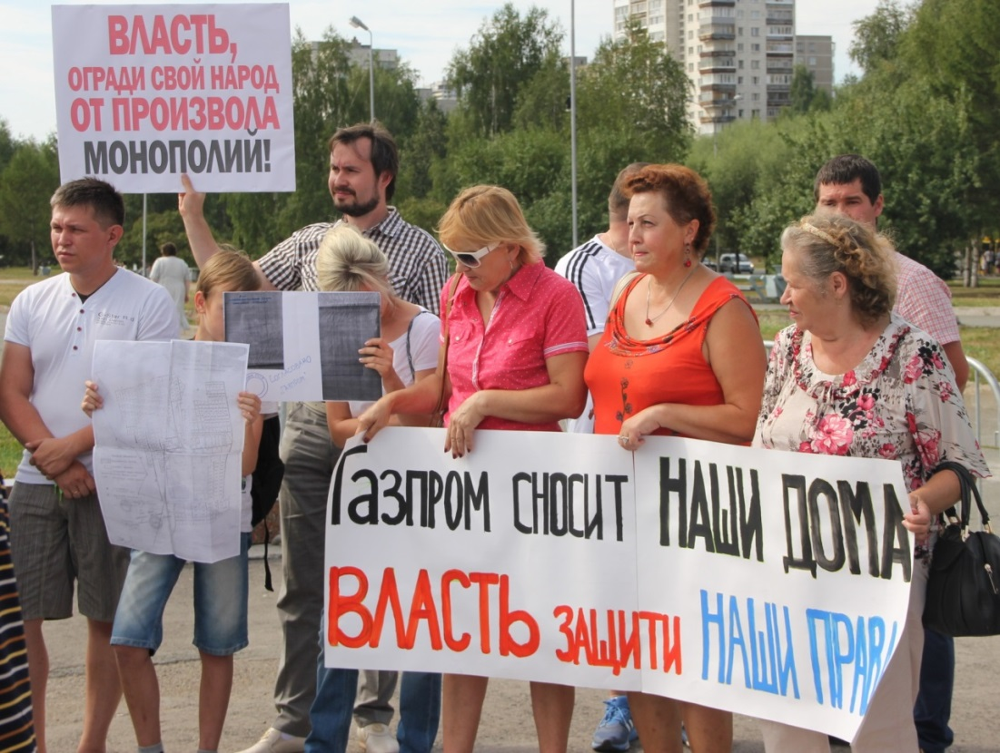 ВЛАСТЬ,
ОГРАДИ СВОЙ НАРОД
ОТ ПРОИЗВОЛА
МОНОПОЛИЙ!
ГАЗПРОМ СНОСИТ НАШИ ДОМА
ВЛАСТЬ ЗАЩИТИ НАШИ ПРАВА